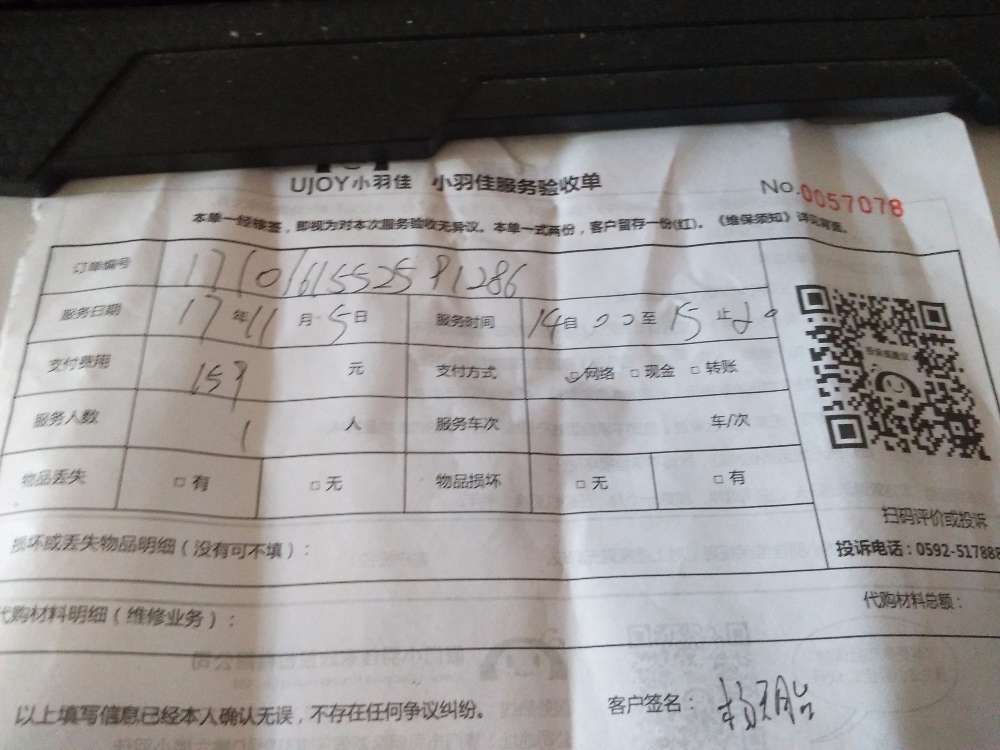 UJOY小羽佳 小羽佳服务验收单 No.0057078
本单一经接签，即视为对本次服务验收无异议。本单一式两份，客户留存一份(红)。《维保须知》详见背面。
订单编号 17101615525891286
服务日期 17年11月5日 服务时间 14自00至15止20
支付费用 159元 支付方式 ☑网络 □现金 □转账
服务人数 1人 服务车次 车/次
物品丢失 □有 □无 物品损坏 □无 □有
扫码评价或投诉
损坏或丢失物品明细（没有可不填）： 投诉电话：0592-517888
代购材料明细（维修业务）： 代购材料总额：
以上填写信息已经本人确认无误，不存在任何争议纠纷。 客户签名：